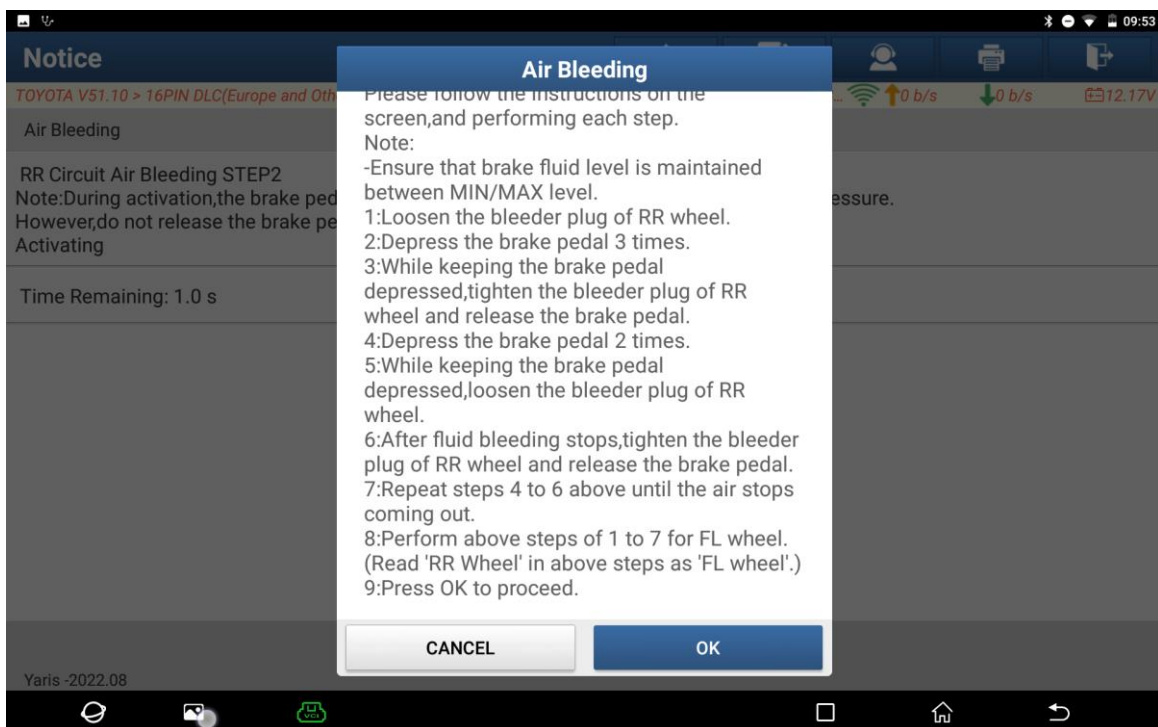 09:53
Notice
TOYOTA V51.10 > 16PIN DLC(Europe and Oth
...
0 b/s
0 b/s
12.17V
Air Bleeding
RR Circuit Air Bleeding STEP2
Note:During activation,the brake ped
essure.
However,do not release the brake pe
Activating
Time Remaining: 1.0 s
Air Bleeding
Please follow the instructions on the
screen,and performing each step.
Note:
-Ensure that brake fluid level is maintained
between MIN/MAX level.
1:Loosen the bleeder plug of RR wheel.
2:Depress the brake pedal 3 times.
3:While keeping the brake pedal
depressed,tighten the bleeder plug of RR
wheel and release the brake pedal.
4:Depress the brake pedal 2 times.
5:While keeping the brake pedal
depressed,loosen the bleeder plug of RR
wheel.
6:After fluid bleeding stops,tighten the bleeder
plug of RR wheel and release the brake pedal.
7:Repeat steps 4 to 6 above until the air stops
coming out.
8:Perform above steps of 1 to 7 for FL wheel.
(Read 'RR Wheel' in above steps as 'FL wheel'.)
9:Press OK to proceed.
CANCEL
OK
Yaris -2022.08
VCI